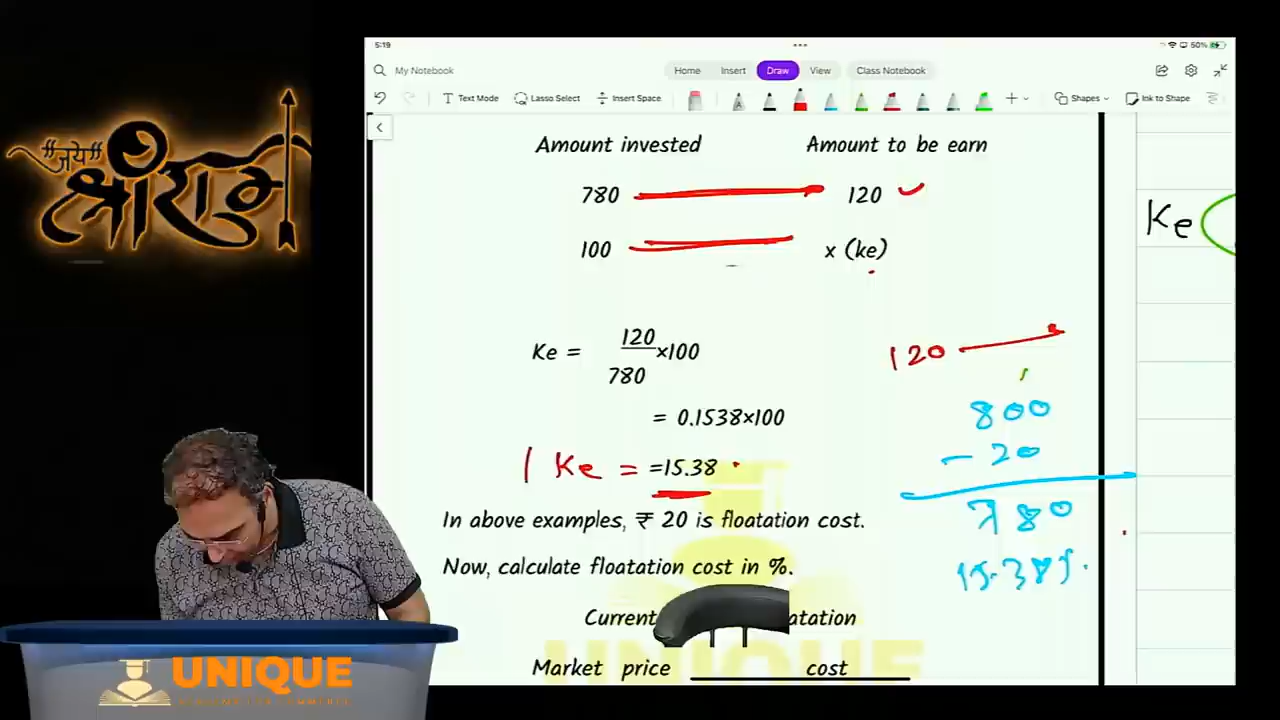 "जय"
श्रीराम
5:19
50%
My Notebook
Home Insert Draw View Class Notebook
Text Mode Lasso Select Insert Space Shapes Ink to Shape
Amount invested Amount to be earn
780 120
100 x (ke)
Ke
Ke = 120/780 ×100
= 0.1538×100
Ke = =15.38
120
800
- 20
780
In above examples, ₹ 20 is floatation cost.
Now, calculate floatation cost in %.
Current
Market price cost
UNIQUE
UNIQUE